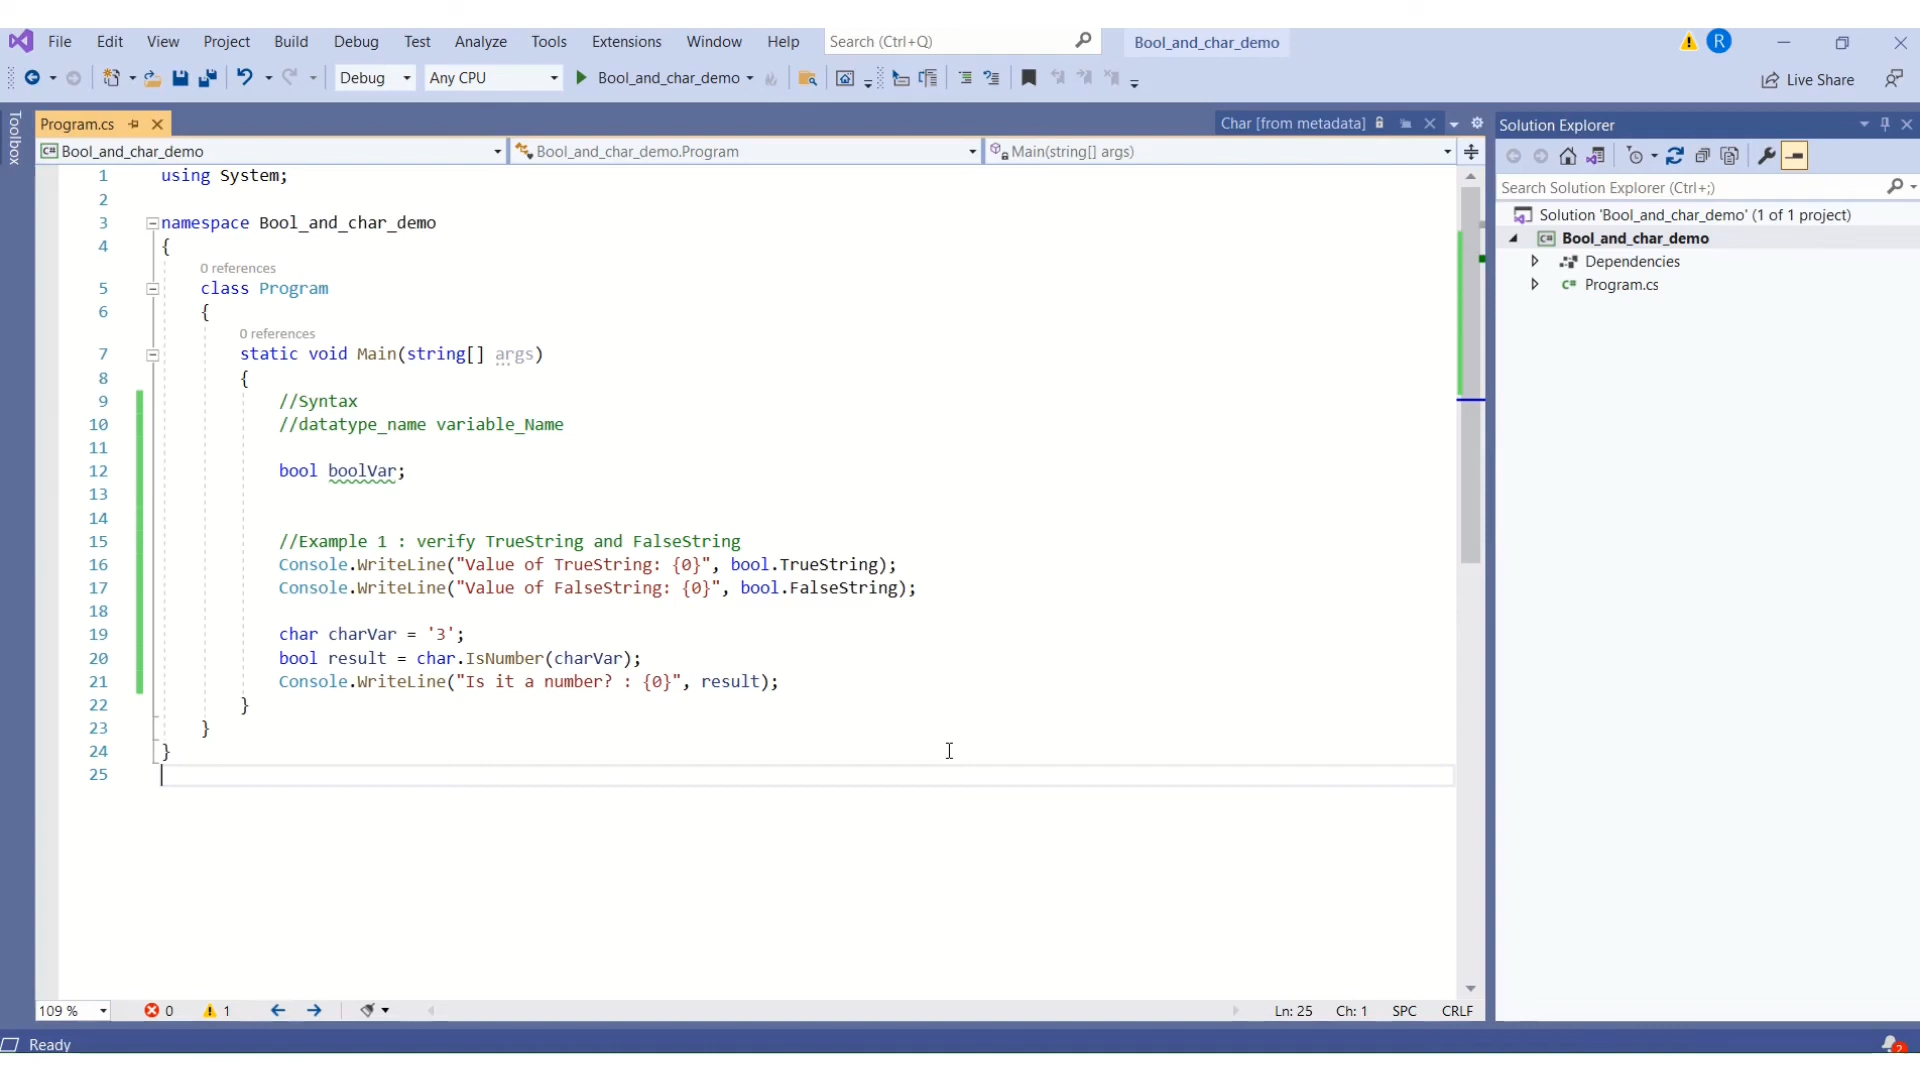 File Edit View Project Build Debug Test Analyze Tools Extensions Window Help Search (Ctrl+Q) Bool_and_char_demo R
Debug Any CPU Bool_and_char_demo Live Share
Toolbox
Program.cs Char [from metadata] Solution Explorer
C# Bool_and_char_demo Bool_and_char_demo.Program Main(string[] args)
Search Solution Explorer (Ctrl+;)
Solution 'Bool_and_char_demo' (1 of 1 project)
C# Bool_and_char_demo
Dependencies
C# Program.cs
1 using System;
2
3 namespace Bool_and_char_demo
4 {
0 references
5 class Program
6 {
0 references
7 static void Main(string[] args)
8 {
9 //Syntax
10 //datatype_name variable_Name
11
12 bool boolVar;
13
14
15 //Example 1 : verify TrueString and FalseString
16 Console.WriteLine("Value of TrueString: {0}", bool.TrueString);
17 Console.WriteLine("Value of FalseString: {0}", bool.FalseString);
18
19 char charVar = '3';
20 bool result = char.IsNumber(charVar);
21 Console.WriteLine("Is it a number? : {0}", result);
22 }
23 }
24 }
25
109 % 0 1 Ln: 25 Ch: 1 SPC CRLF
Ready 2